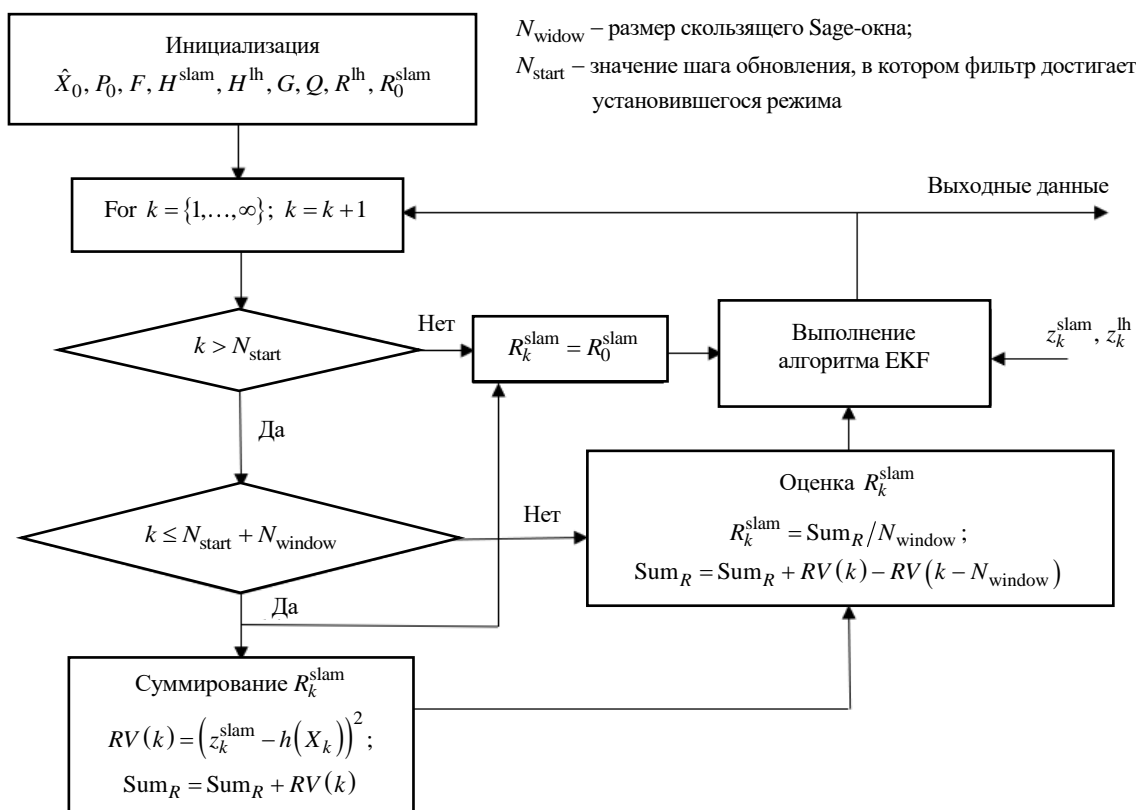 Инициализация
X̂₀, P₀, F, H^slam, H^lh, G, Q, R^lh, R₀^slam
N_widow – размер скользящего Sage-окна;
N_start – значение шага обновления, в котором фильтр достигает
установившегося режима
For k = {1,…,∞}; k = k + 1
Выходные данные
k > N_start
Нет
R_k^slam = R_0^slam
Выполнение
алгоритма EKF
z_k^slam, z_k^lh
Да
k ≤ N_start + N_window
Нет
Оценка R_k^slam
R_k^slam = Sum_R / N_window ;
Sum_R = Sum_R + RV(k) − RV(k − N_window)
Да
Суммирование R_k^slam
RV(k) = (z_k^slam − h(X_k))² ;
Sum_R = Sum_R + RV(k)